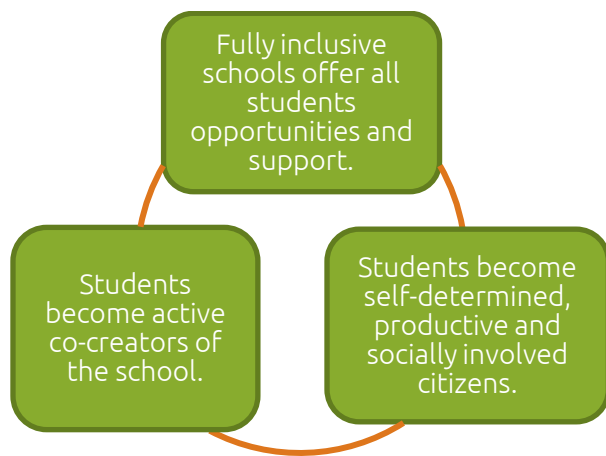 Fully inclusive
schools offer all
students
opportunities and
support.
Students
become active
co-creators of
the school.
Students become
self-determined,
productive and
socially involved
citizens.